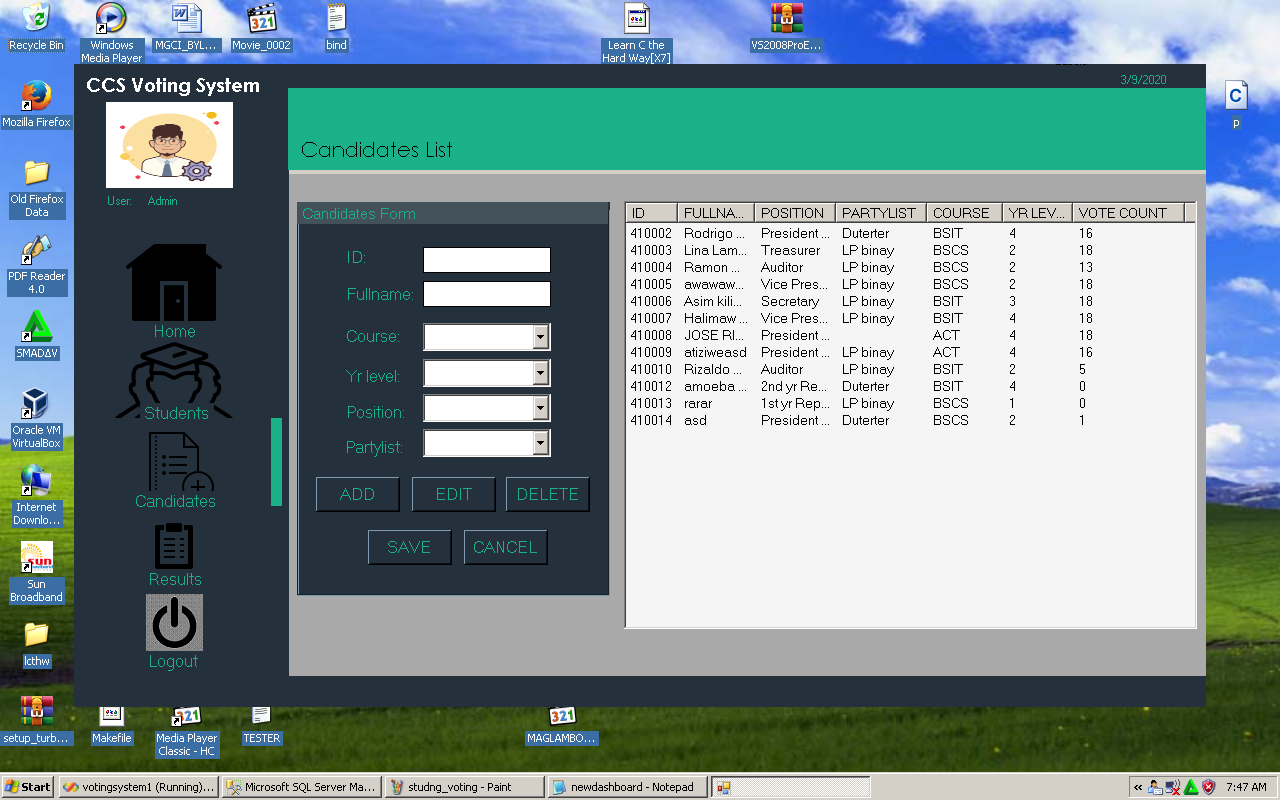 Recycle Bin
Windows
Media Player
MGCI_BYL...
Movie_0002
bind
Learn C the
Hard Way[X7]
VS2008ProE...
Mozilla Firefox
Old Firefox
Data
PDF Reader
4.0
SMADΔV
Oracle VM
VirtualBox
Internet
Downlo...
Sun
Broadband
lcthw
setup_turb...
p
CCS Voting System
3/9/2020
User: Admin
Home
Students
Candidates
Results
Logout
Candidates List
Candidates Form
ID:
Fullname:
Course:
Yr level:
Position:
Partylist:
ADD EDIT DELETE
SAVE CANCEL
ID FULLNA... POSITION PARTYLIST COURSE YR LEV... VOTE COUNT
410002 Rodrigo ... President ... Duterter BSIT 4 16
410003 Lina Lam... Treasurer LP binay BSCS 2 18
410004 Ramon ... Auditor LP binay BSCS 2 13
410005 awawaw... Vice Pres... LP binay BSCS 2 18
410006 Asim kili... Secretary LP binay BSIT 3 18
410007 Halimaw ... Vice Pres... LP binay BSIT 4 18
410008 JOSE RI... President ... ACT 4 18
410009 atiziweasd President ... LP binay ACT 4 16
410010 Rizaldo ... Auditor LP binay BSIT 2 5
410012 amoeba ... 2nd yr Re... Duterter BSIT 4 0
410013 rarar 1st yr Rep... LP binay BSCS 1 0
410014 asd President ... Duterter BSCS 2 1
321
Makefile
Media Player
Classic - HC
TESTER
321
MAGLAMBO...
Start
votingsystem1 (Running)...
Microsoft SQL Server Ma...
studng_voting - Paint
newdashboard - Notepad
7:47 AM